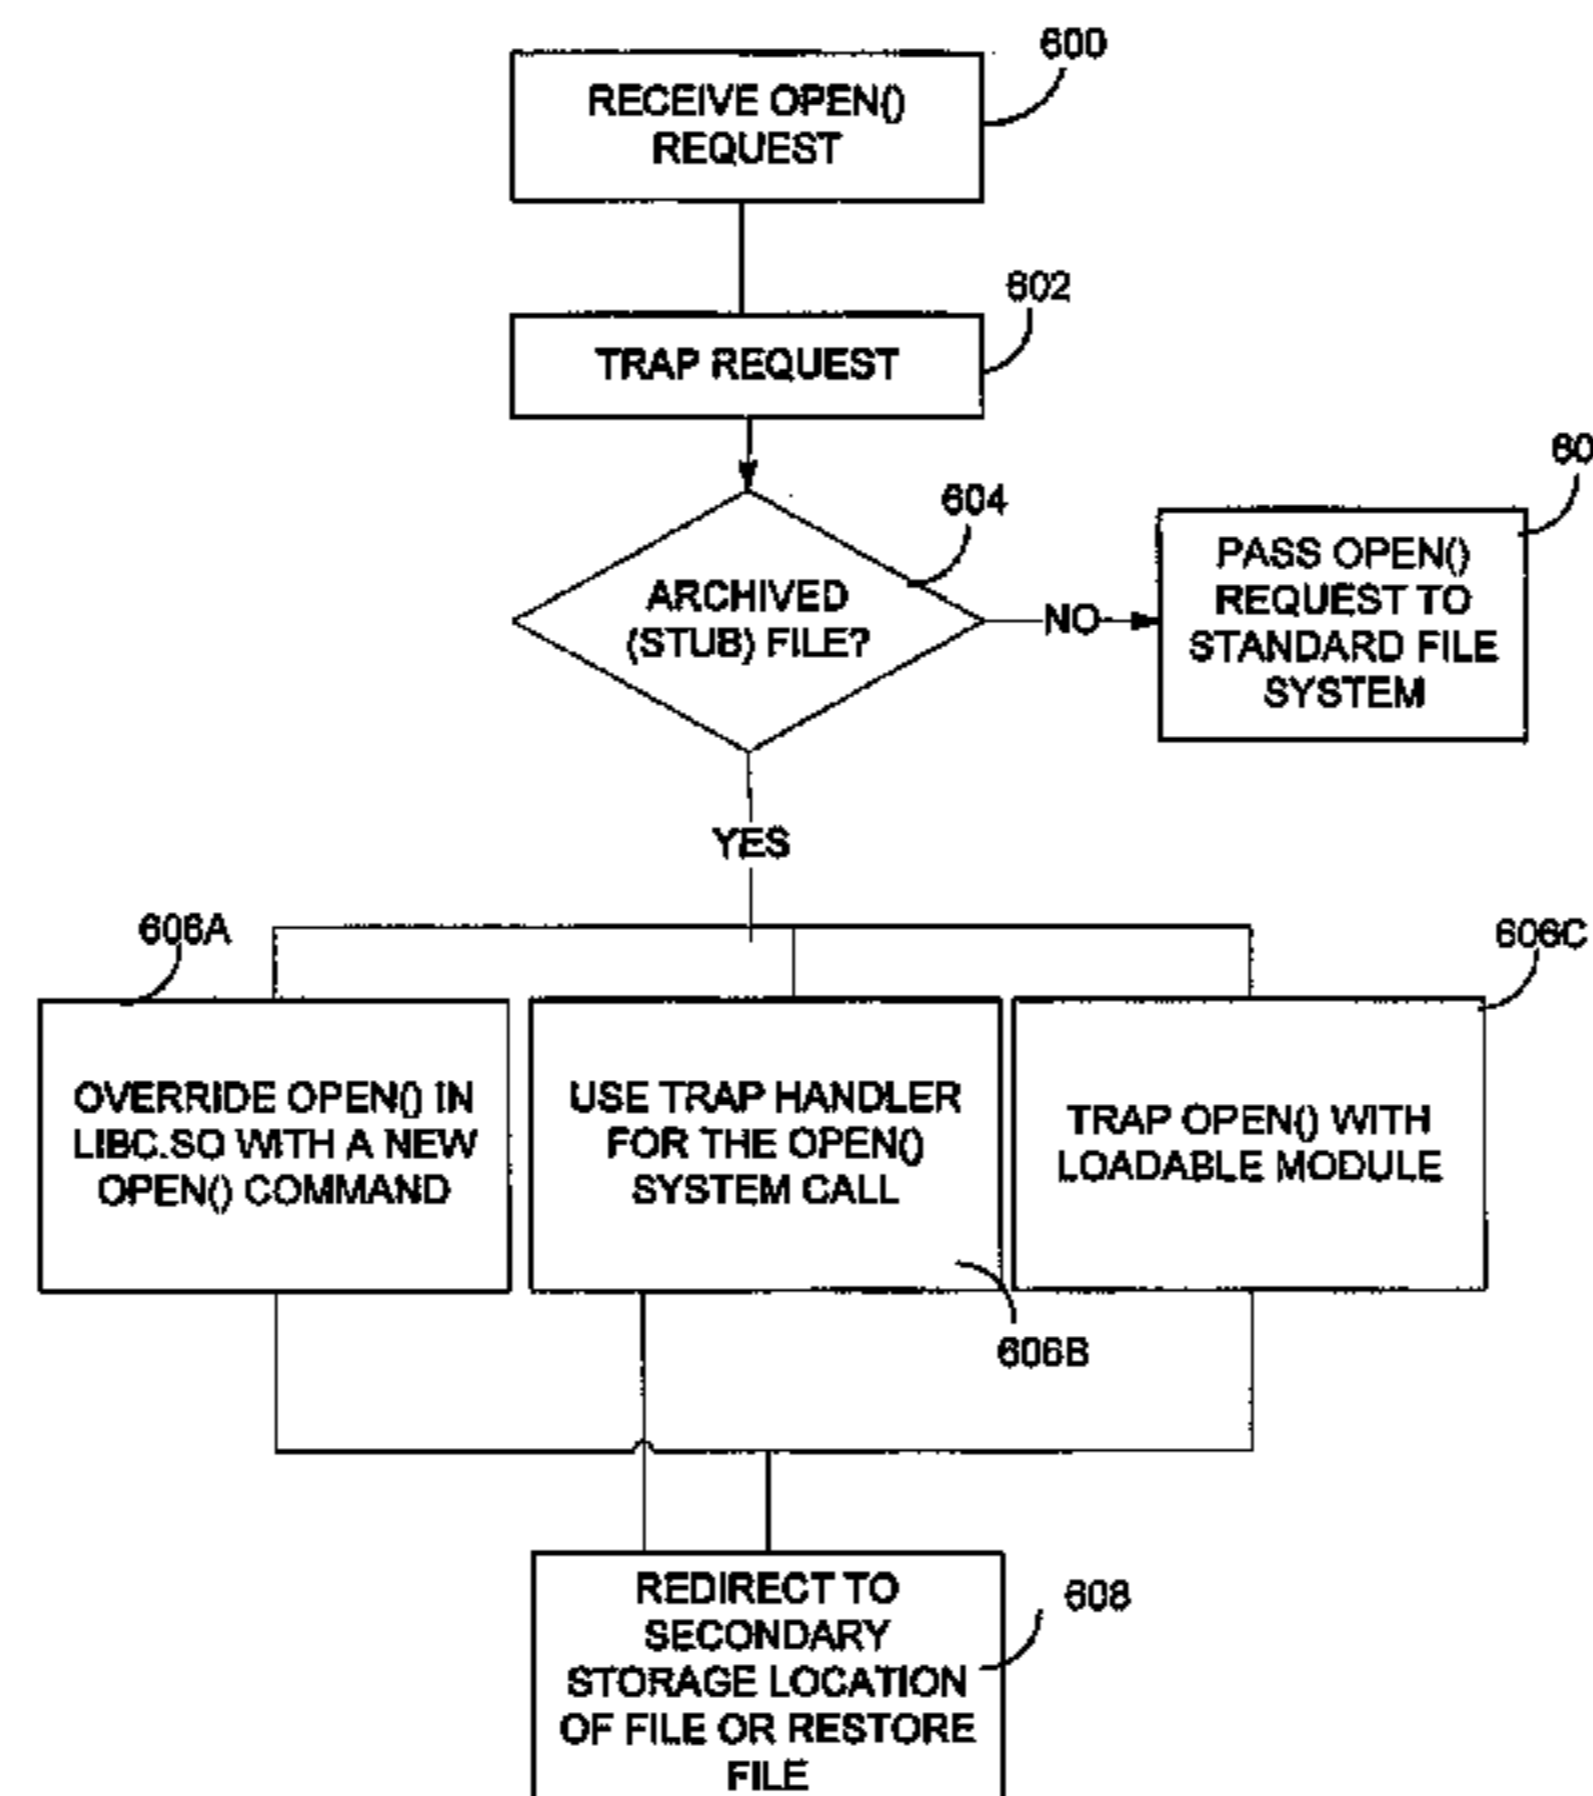 600
RECEIVE OPEN()
REQUEST
602
TRAP REQUEST
604
ARCHIVED
(STUB) FILE?
NO
60
PASS OPEN()
REQUEST TO
STANDARD FILE
SYSTEM
YES
606A
OVERRIDE OPEN() IN
LIBC.SO WITH A NEW
OPEN() COMMAND
USE TRAP HANDLER
FOR THE OPEN()
SYSTEM CALL
606B
606C
TRAP OPEN() WITH
LOADABLE MODULE
608
REDIRECT TO
SECONDARY
STORAGE LOCATION
OF FILE OR RESTORE
FILE